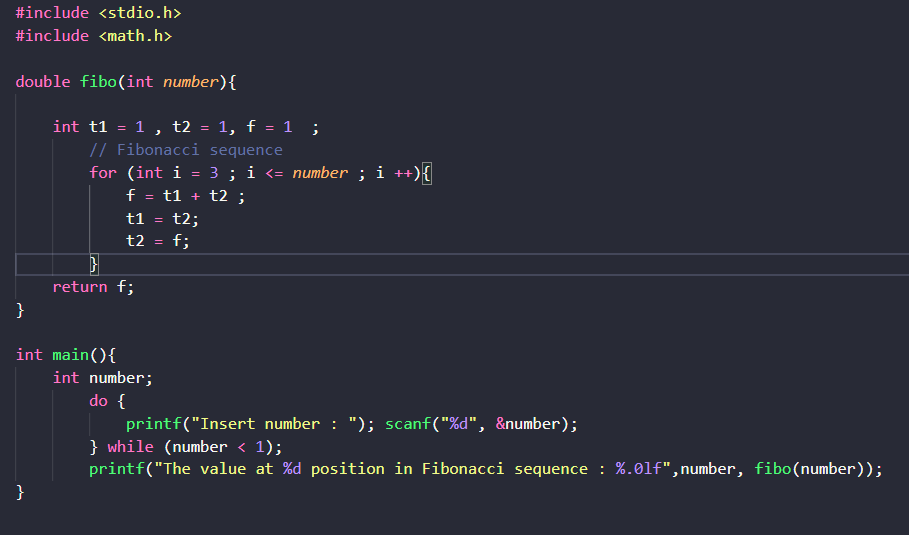 #include <stdio.h>
#include <math.h>
double fibo(int number){
int t1 = 1 , t2 = 1, f = 1  ;
// Fibonacci sequence
for (int i = 3 ; i <= number ; i ++){
f = t1 + t2 ;
t1 = t2;
t2 = f;
}
return f;
}
int main(){
int number;
do {
printf("Insert number : "); scanf("%d", &number);
} while (number < 1);
printf("The value at %d position in Fibonacci sequence : %.0lf",number, fibo(number));
}